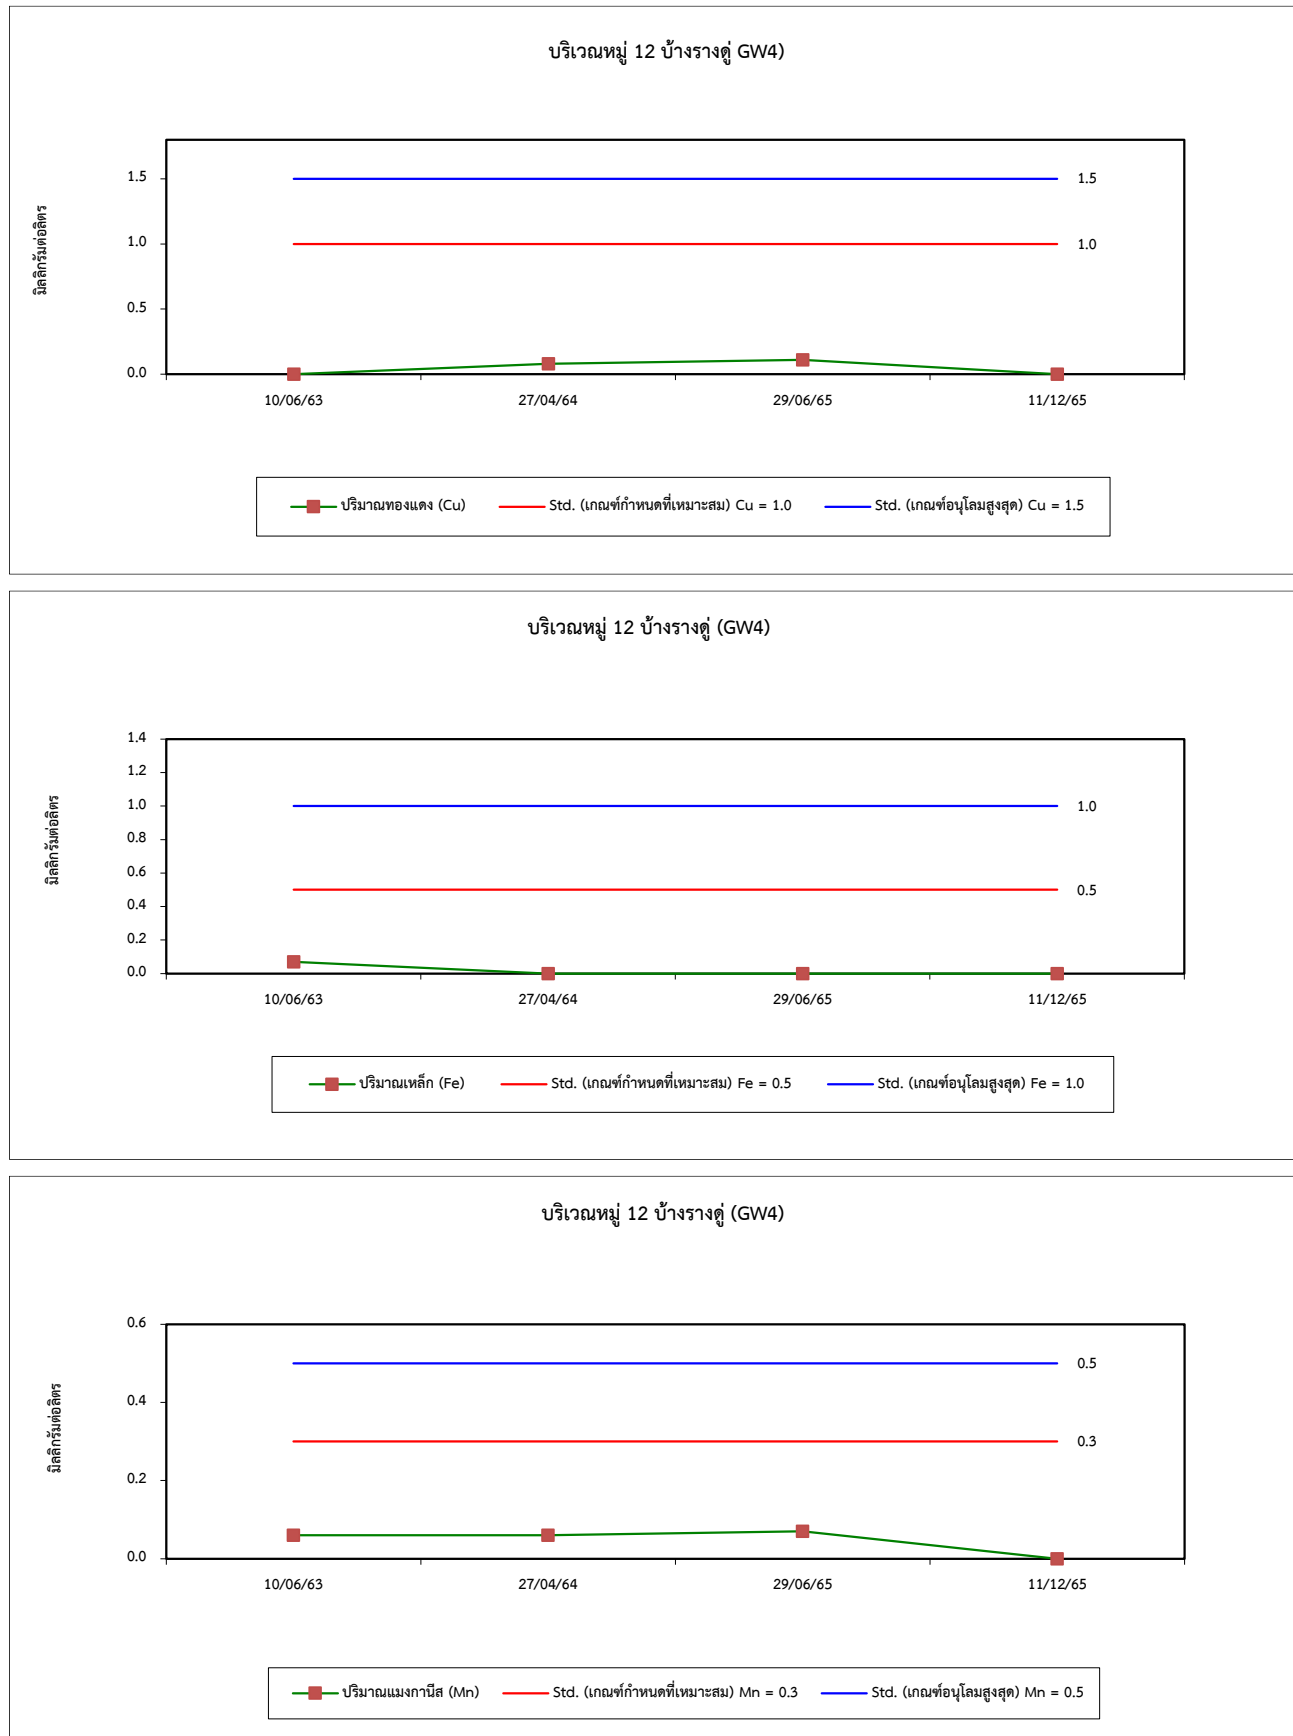 บริเวณหมู่ 12 บ้างรางดู่ GW4)
มิลลิกรัมต่อลิตร
1.5
1.0
0.5
0.0
1.5
1.0
10/06/63 27/04/64 29/06/65 11/12/65
ปริมาณทองแดง (Cu) Std. (เกณฑ์กำหนดที่เหมาะสม) Cu = 1.0 Std. (เกณฑ์อนุโลมสูงสุด) Cu = 1.5
บริเวณหมู่ 12 บ้างรางดู่ (GW4)
มิลลิกรัมต่อลิตร
1.4
1.2
1.0
0.8
0.6
0.4
0.2
0.0
1.0
0.5
10/06/63 27/04/64 29/06/65 11/12/65
ปริมาณเหล็ก (Fe) Std. (เกณฑ์กำหนดที่เหมาะสม) Fe = 0.5 Std. (เกณฑ์อนุโลมสูงสุด) Fe = 1.0
บริเวณหมู่ 12 บ้างรางดู่ (GW4)
มิลลิกรัมต่อลิตร
0.6
0.4
0.2
0.0
0.5
0.3
10/06/63 27/04/64 29/06/65 11/12/65
ปริมาณแมงกานีส (Mn) Std. (เกณฑ์กำหนดที่เหมาะสม) Mn = 0.3 Std. (เกณฑ์อนุโลมสูงสุด) Mn = 0.5